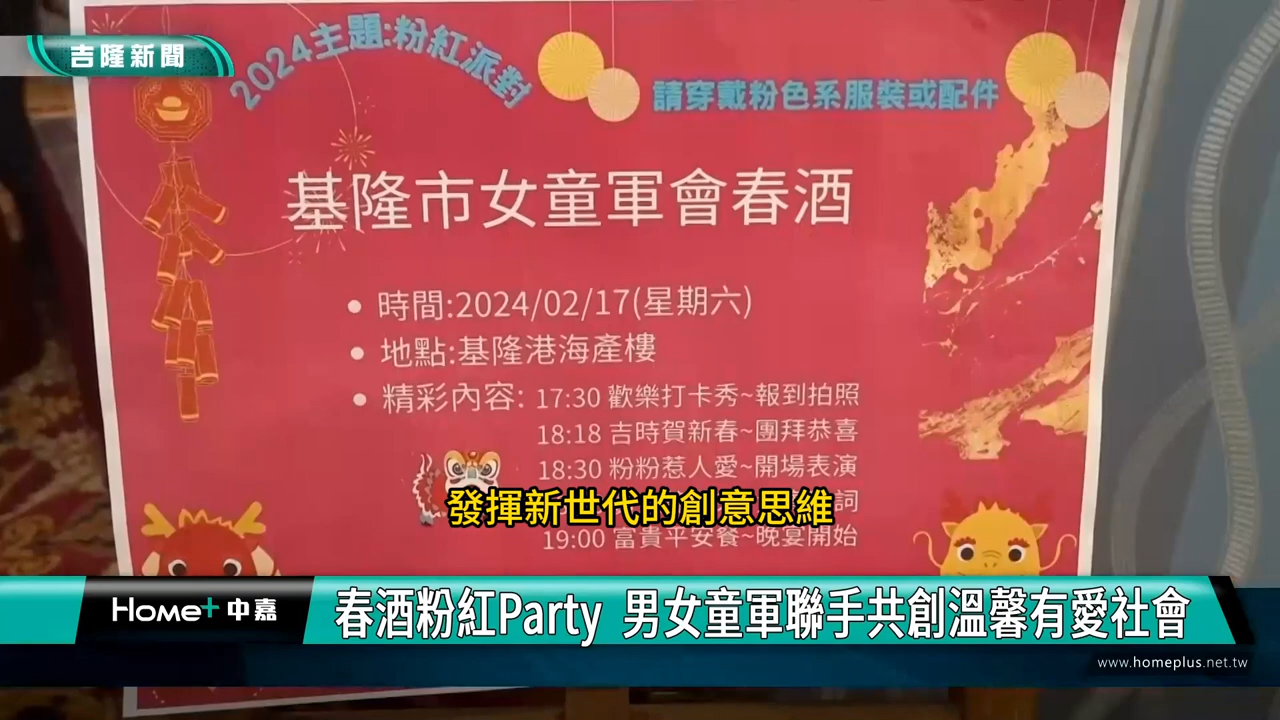 吉隆新聞
2024主題:粉紅派對
請穿戴粉色系服裝或配件
基隆市女童軍會春酒
時間:2024/02/17(星期六)
地點:基隆港海產樓
精彩內容: 17:30 歡樂打卡秀~報到拍照
18:18 吉時賀新春~團拜恭喜
18:30 粉粉惹人愛~開場表演
詞
發揮新世代的創意思維
19:00 富貴平安餐~晚宴開始
Home+中嘉
春酒粉紅Party 男女童軍聯手共創溫馨有愛社會
www.homeplus.net.tw